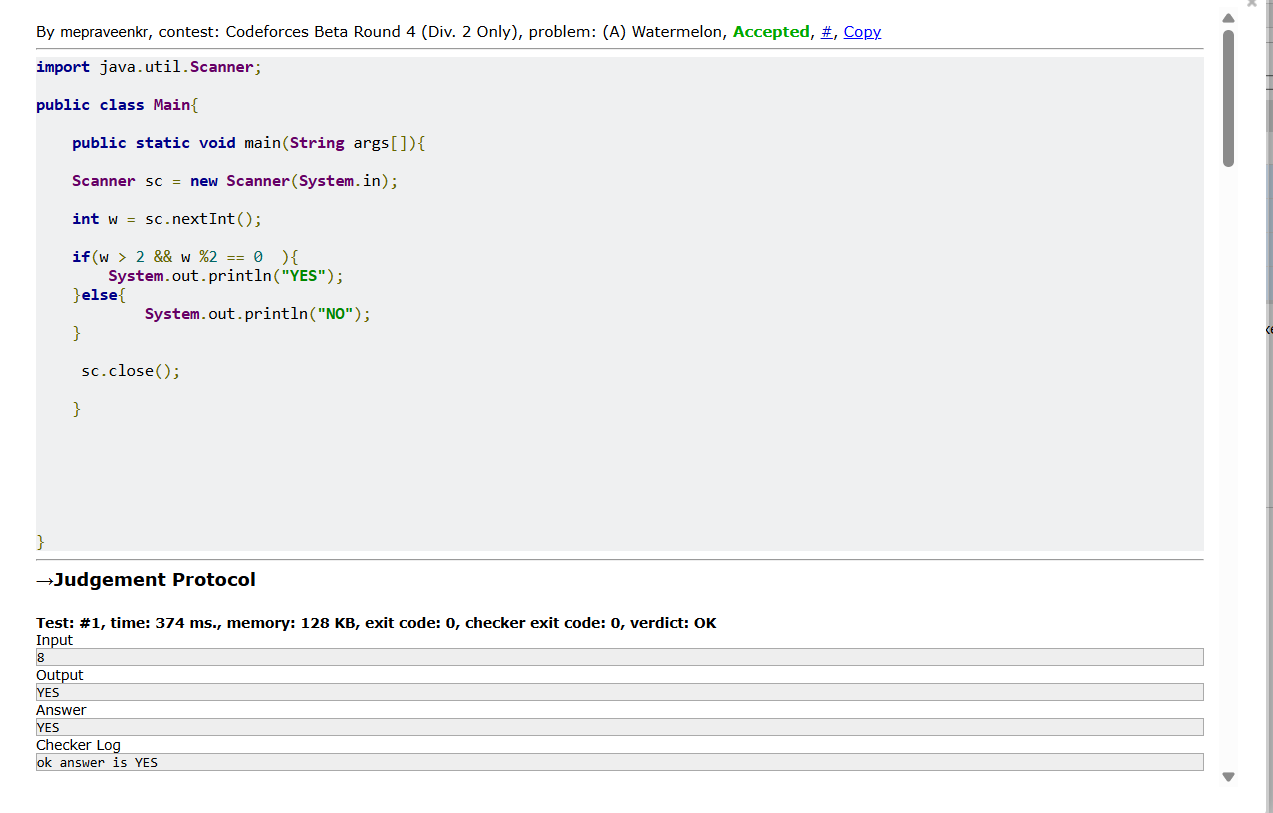 By mepraveenkr, contest: Codeforces Beta Round 4 (Div. 2 Only), problem: (A) Watermelon, Accepted, #, Copy
import java.util.Scanner;
public class Main{
    public static void main(String args[]){
    Scanner sc = new Scanner(System.in);
    int w = sc.nextInt();
    if(w > 2 && w %2 == 0  ){
        System.out.println("YES");
    }else{
            System.out.println("NO");
    }
     sc.close();
    }
}
→Judgement Protocol
Test: #1, time: 374 ms., memory: 128 KB, exit code: 0, checker exit code: 0, verdict: OK
Input
8
Output
YES
Answer
YES
Checker Log
ok answer is YES